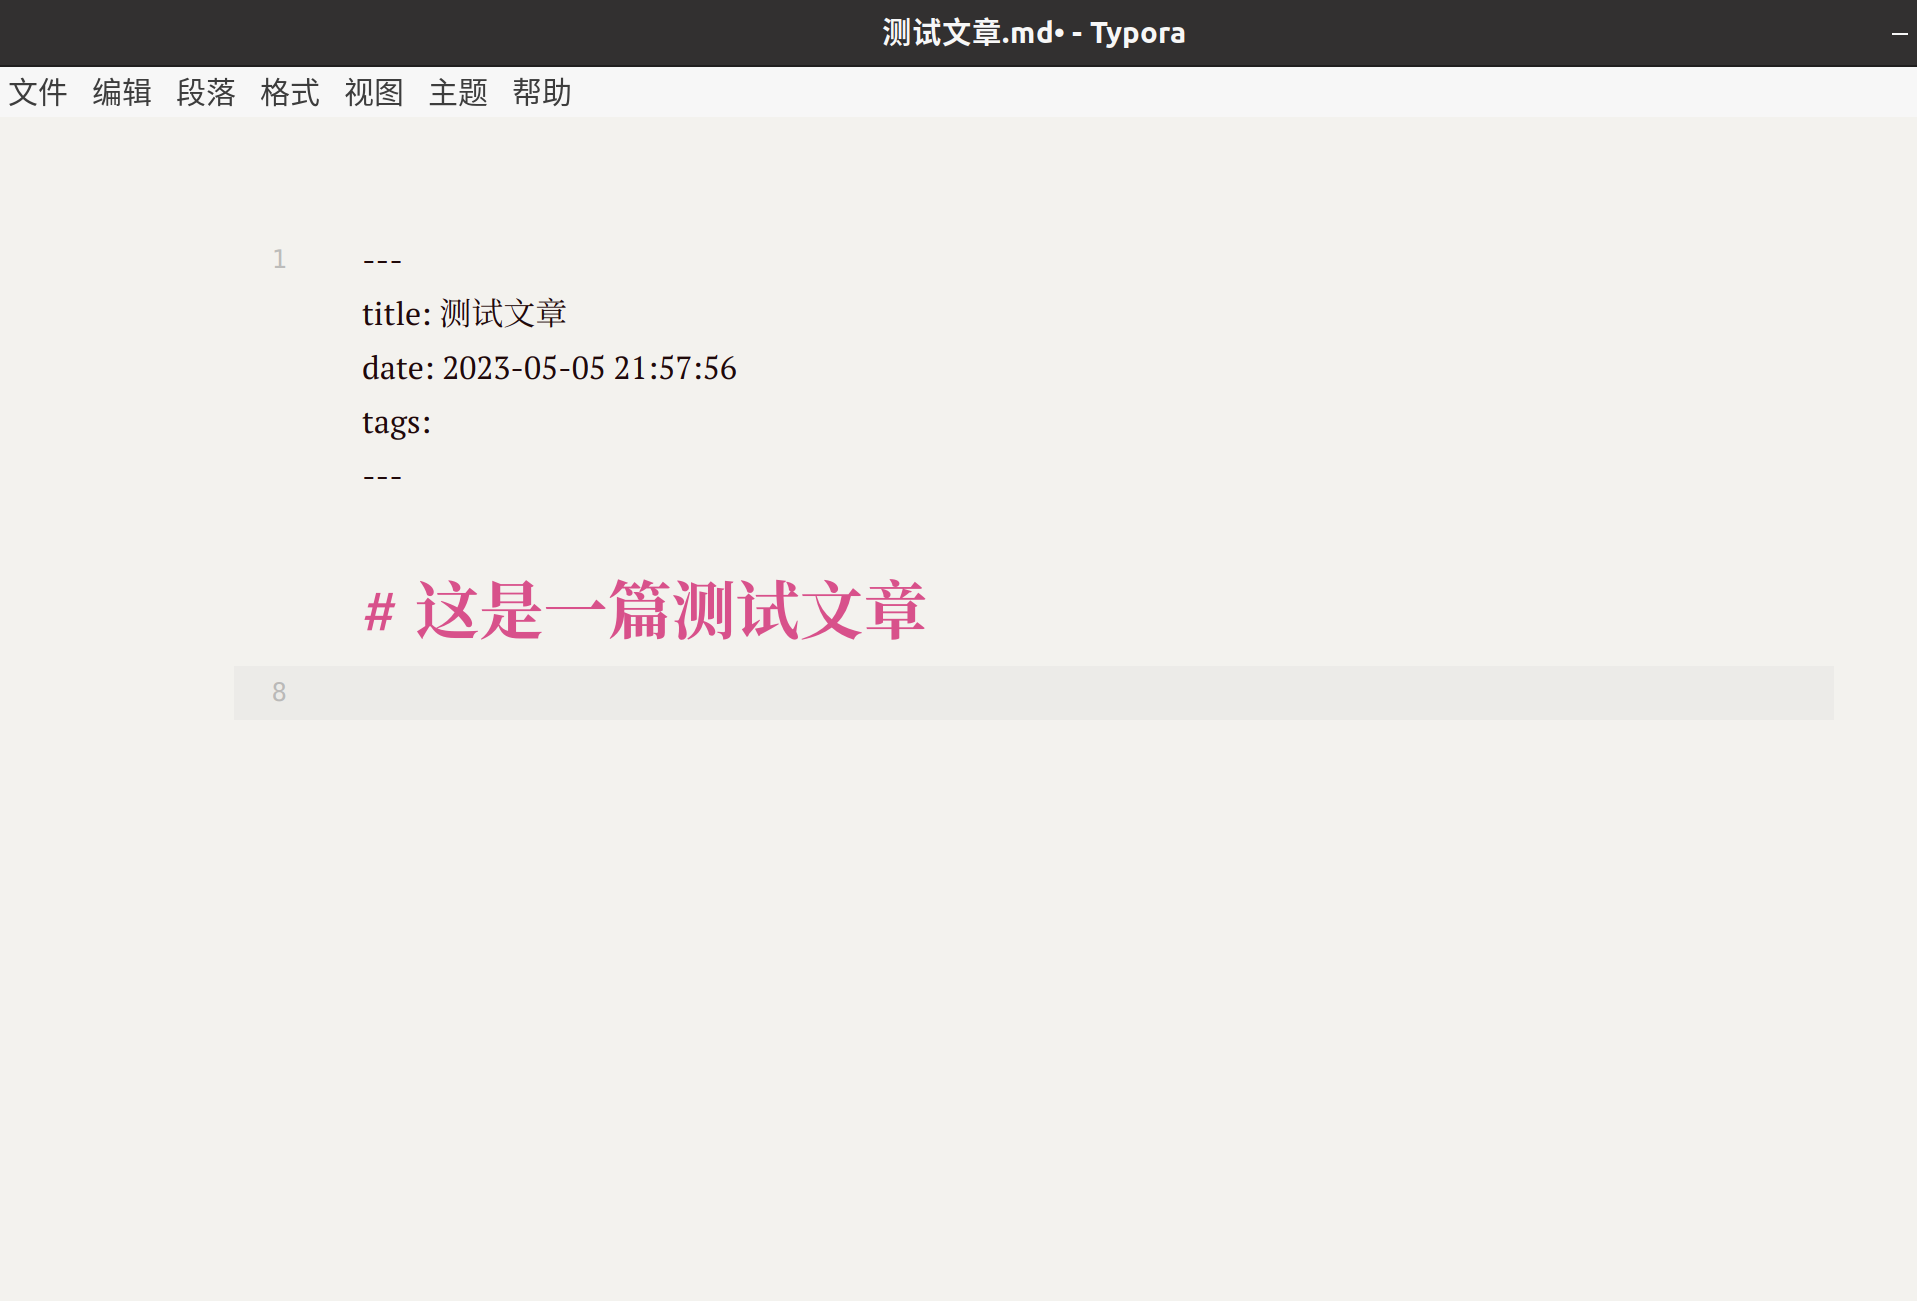 测试文章.md• - Typora
文件 编辑 段落 格式 视图 主题 帮助
1 ---
title: 测试文章
date: 2023-05-05 21:57:56
tags:
---
# 这是一篇测试文章
8